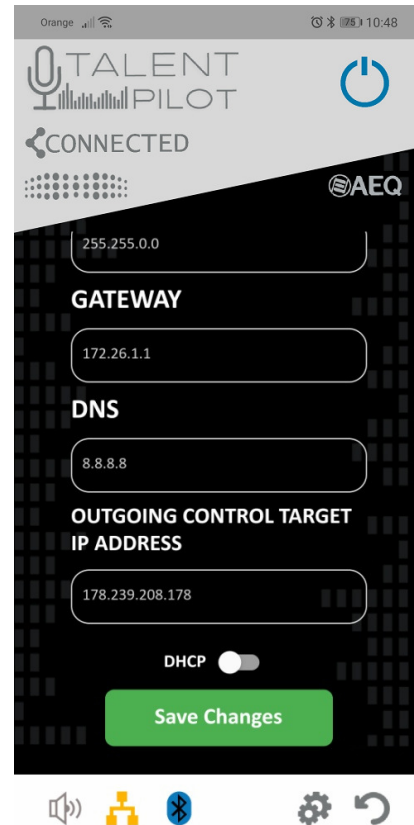 Orange 75 10:48
TALENT
PILOT
CONNECTED
AEQ
255.255.0.0
GATEWAY
172.26.1.1
DNS
8.8.8.8
OUTGOING CONTROL TARGET
IP ADDRESS
178.239.208.178
DHCP
Save Changes